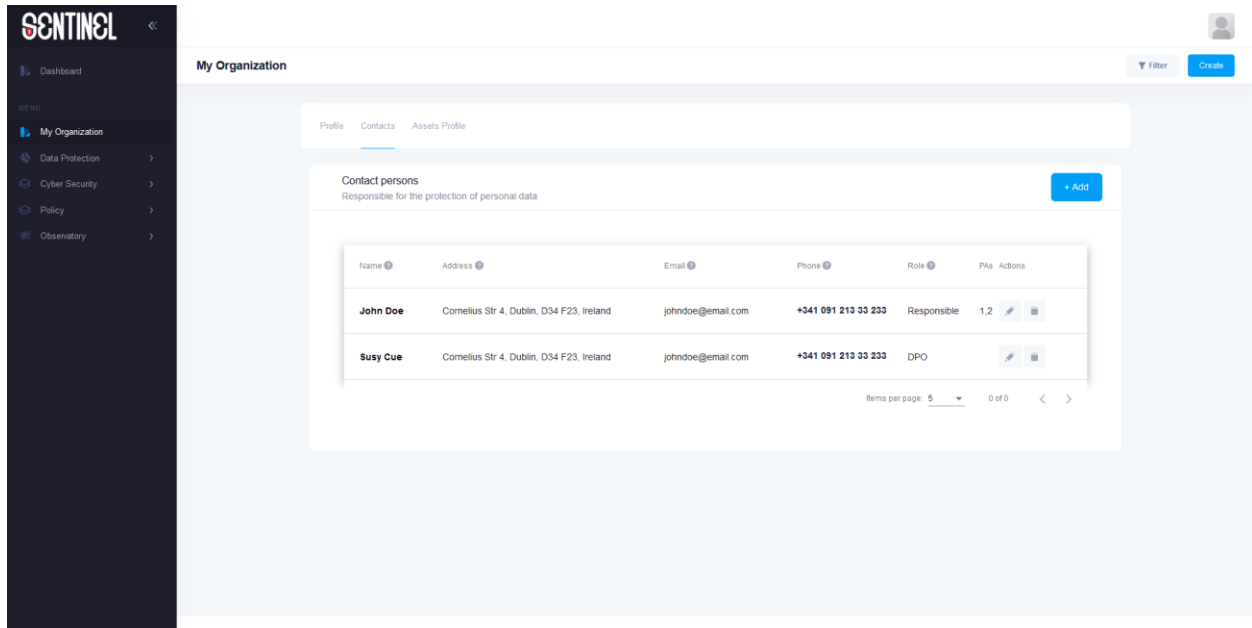 SENTINEL
Dashboard
MENU
My Organization
Data Protection
Cyber Security
Policy
Obsenatory
My Organization
Filter
Create
Profile Contacts Assets Profile
Contact persons
Responsible for the protection of personal data
+ Add
Name ? Address ? Email ? Phone ? Role ? PAs Actions
John Doe Cornelius Str 4, Dublin, D34 F23, Ireland johndoe@email.com +341 091 213 33 233 Responsible 1,2
Susy Cue Cornelius Str 4, Dublin, D34 F23, Ireland johndoe@email.com +341 091 213 33 233 DPO
Items per page: 5 0 of 0